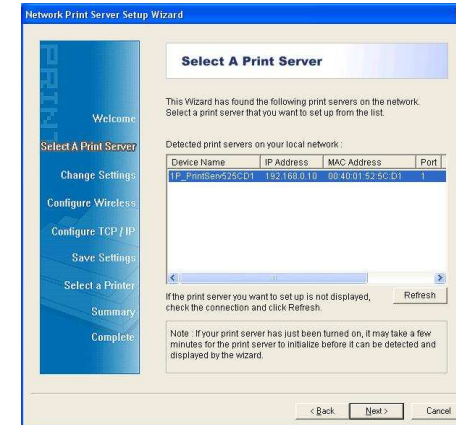 Network Print Server Setup Wizard
PRINT
Select A Print Server
Welcome
Select A Print Server
Change Settings
Configure Wireless
Configure TCP / IP
Save Settings
Select a Printer
Summary
Complete
This Wizard has found the following print servers on the network.
Select a print server that you want to set up from the list.
Detected print servers on your local network :
Device Name IP Address MAC Address Port
1P_PrintServ525CD1 192.168.0.10 00:40:01:52:5C:D1 1
If the print server you want to set up is not displayed,
check the connection and click Refresh.
Refresh
Note : If your print server has just been turned on, it may take a few
minutes for the print server to initialize before it can be detected and
displayed by the wizard.
< Back Next > Cancel